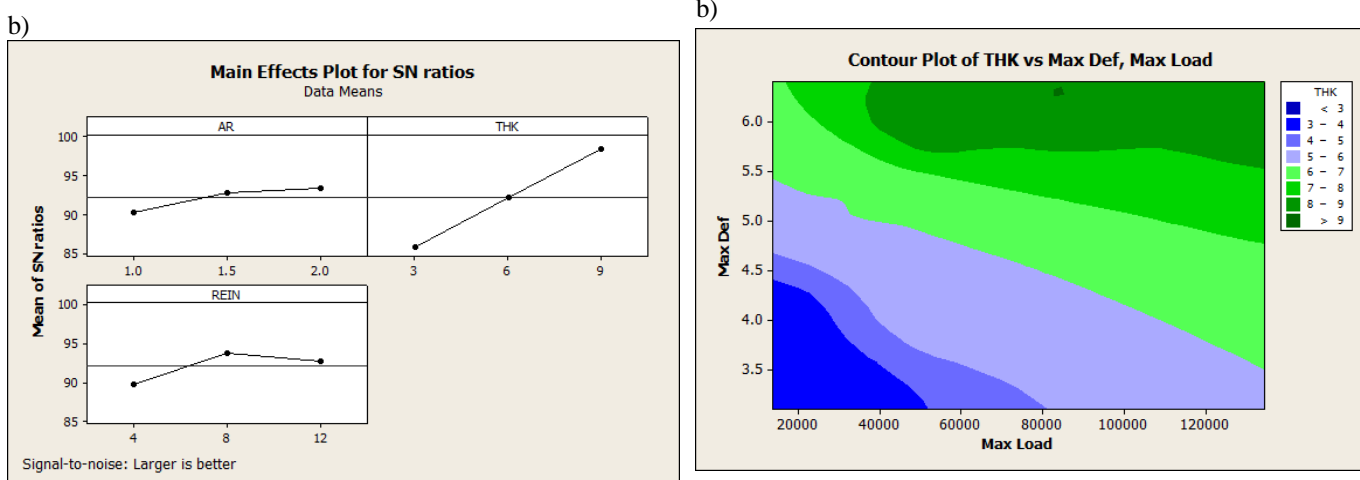 b)
Main Effects Plot for SN ratios
Data Means
AR
THK
100
95
90
85
1.0 1.5 2.0
3 6 9
REIN
100
95
90
85
4 8 12
Mean of SN ratios
Signal-to-noise: Larger is better
b)
Contour Plot of THK vs Max Def, Max Load
6.0
5.5
5.0
4.5
4.0
3.5
Max Def
20000 40000 60000 80000 100000 120000
Max Load
THK
< 3
3 – 4
4 – 5
5 – 6
6 – 7
7 – 8
8 – 9
> 9